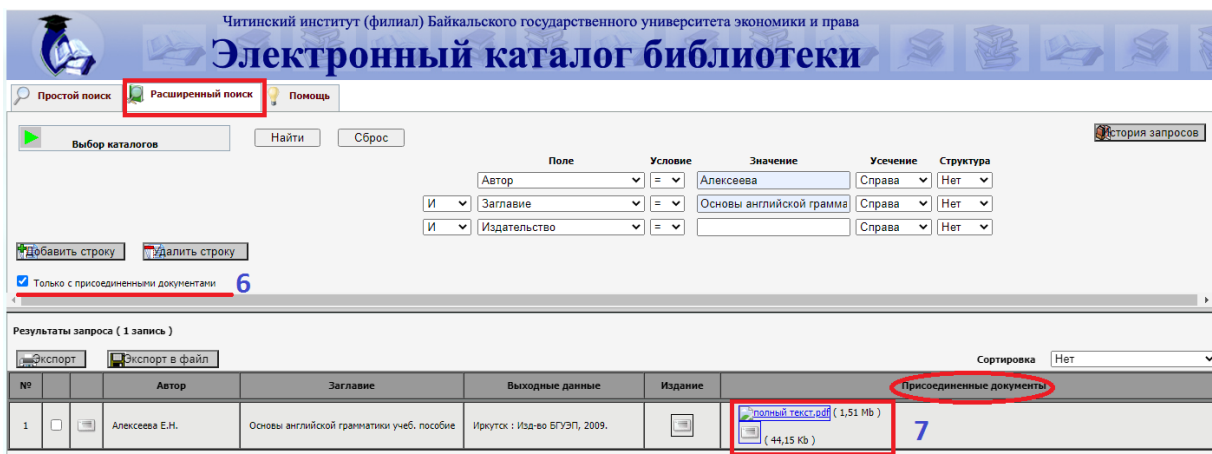 Читинский институт (филиал) Байкальского государственного университета экономики и права
Электронный каталог библиотеки
Простой поиск Расширенный поиск Помощь
Выбор каталогов Найти Сброс История запросов
Поле Условие Значение Усечение Структура
Автор = Алексеева Справа Нет
И Заглавие = Основы английской грамма Справа Нет
И Издательство = Справа Нет
Добавить строку Удалить строку
Только с присоединенными документами 6
Результаты запроса ( 1 запись )
Экспорт Экспорт в файл Сортировка Нет
№ Автор Заглавие Выходные данные Издание Присоединенные документы
1 Алексеева Е.Н. Основы английской грамматики учеб. пособие Иркутск : Изд-во БГУЭП, 2009. полный текст.pdf ( 1,51 Mb )
( 44,15 Kb ) 7